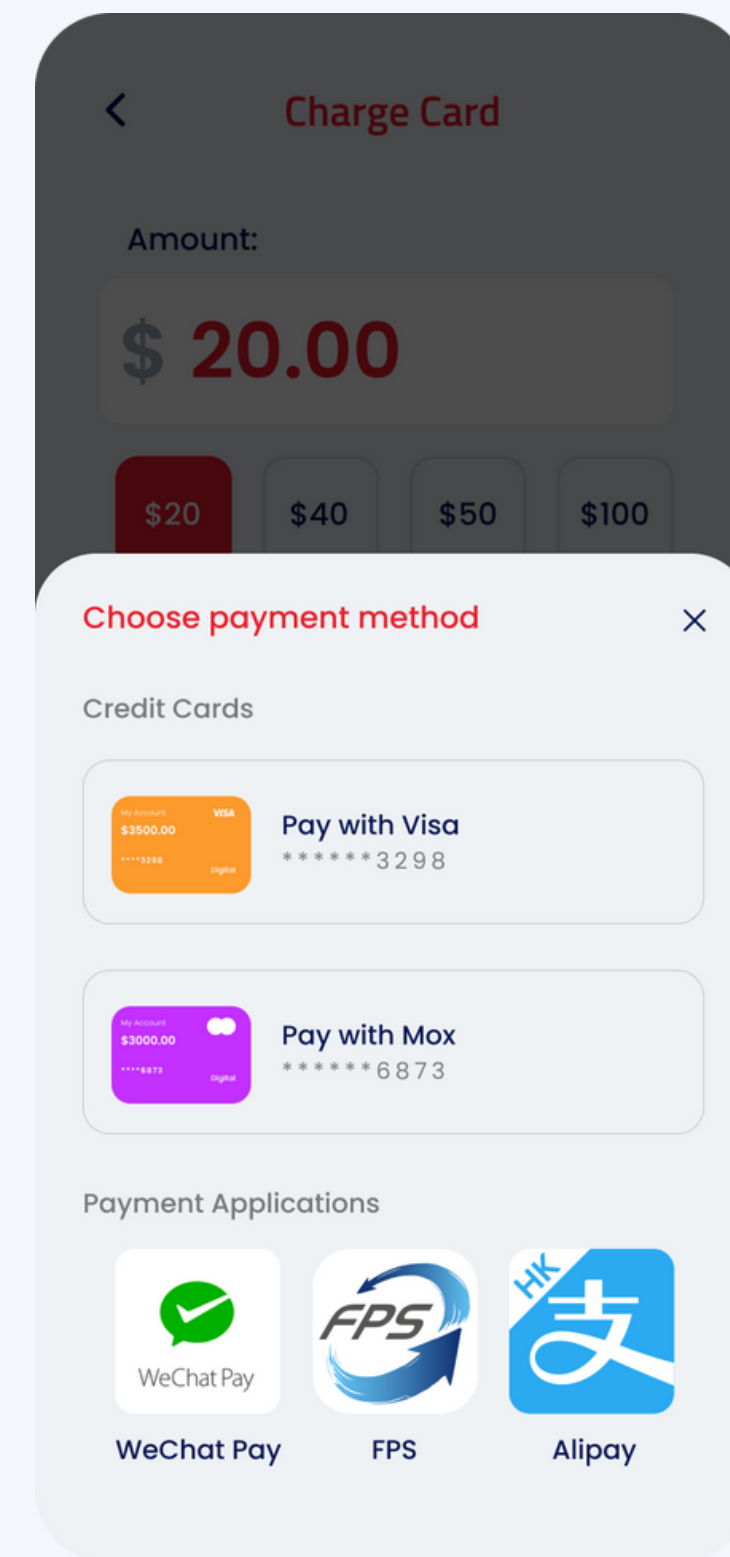 Charge Card
Amount:
$ 20.00
$20 $40 $50 $100
Choose payment method
Credit Cards
My Account VISA
$3500.00
****3298
Digital
Pay with Visa
******3298
My Account
$3000.00
****6873
Digital
Pay with Mox
******6873
Payment Applications
WeChat Pay
FPS
HK
支
WeChat Pay FPS Alipay